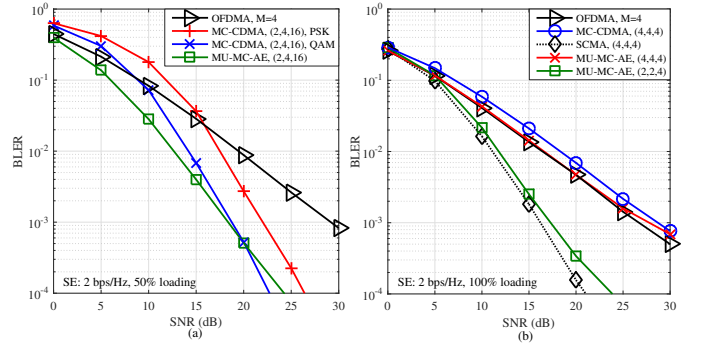 10^0
10^-1
10^-2
10^-3
10^-4
BLER
0 5 10 15 20 25 30
SNR (dB)
(a)
OFDMA, M=4
MC-CDMA, (2,4,16), PSK
MC-CDMA, (2,4,16), QAM
MU-MC-AE, (2,4,16)
SE: 2 bps/Hz, 50% loading
10^0
10^-1
10^-2
10^-3
10^-4
BLER
0 5 10 15 20 25 30
SNR (dB)
(b)
OFDMA, M=4
MC-CDMA, (4,4,4)
SCMA, (4,4,4)
MU-MC-AE, (4,4,4)
MU-MC-AE, (2,2,4)
SE: 2 bps/Hz, 100% loading